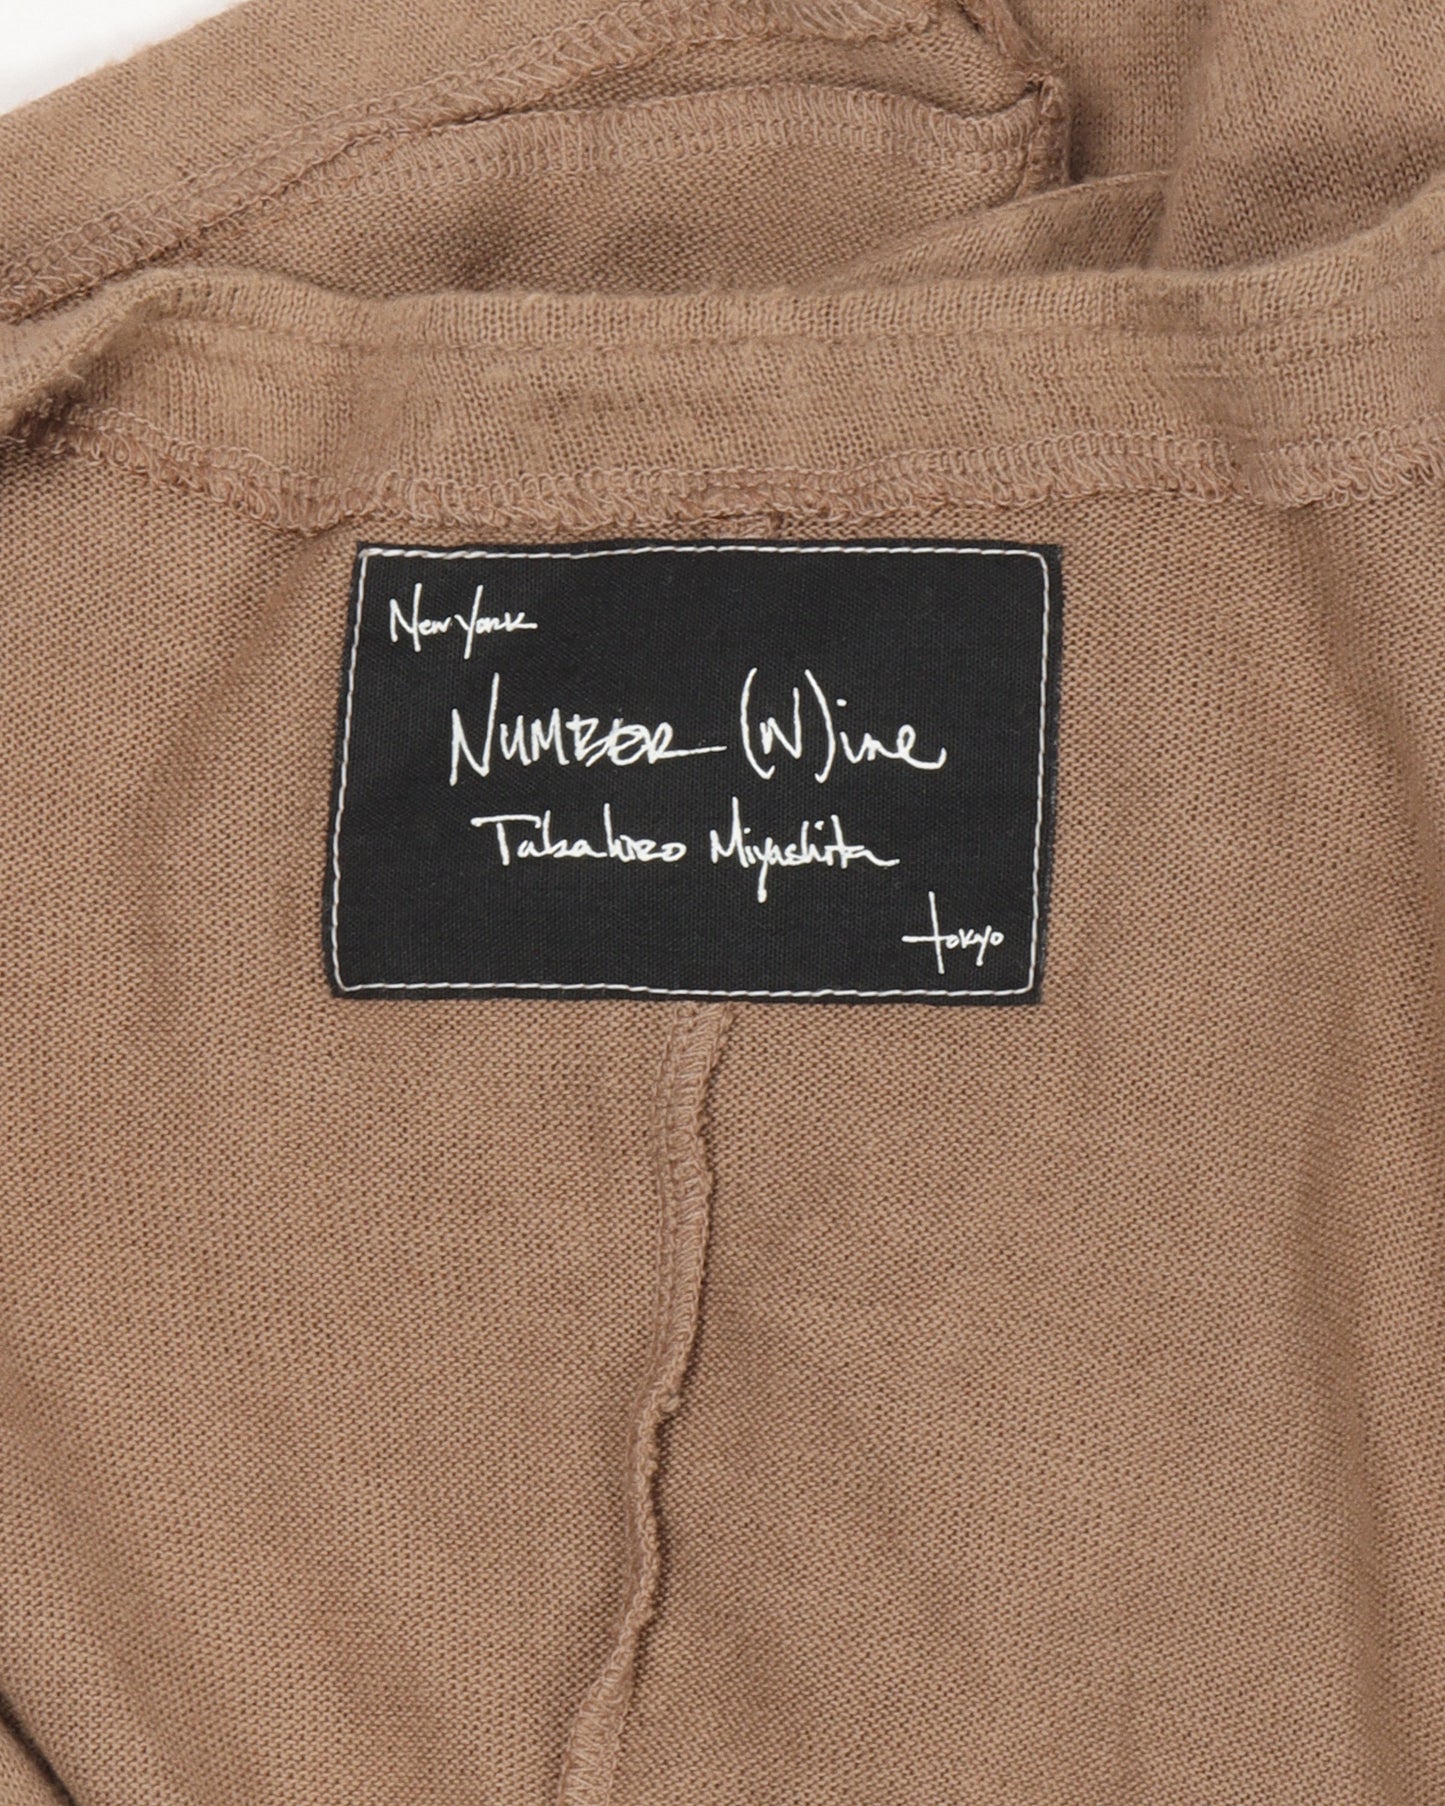 New York
NUMBER (N)ine
Takahiro Miyashita
Tokyo